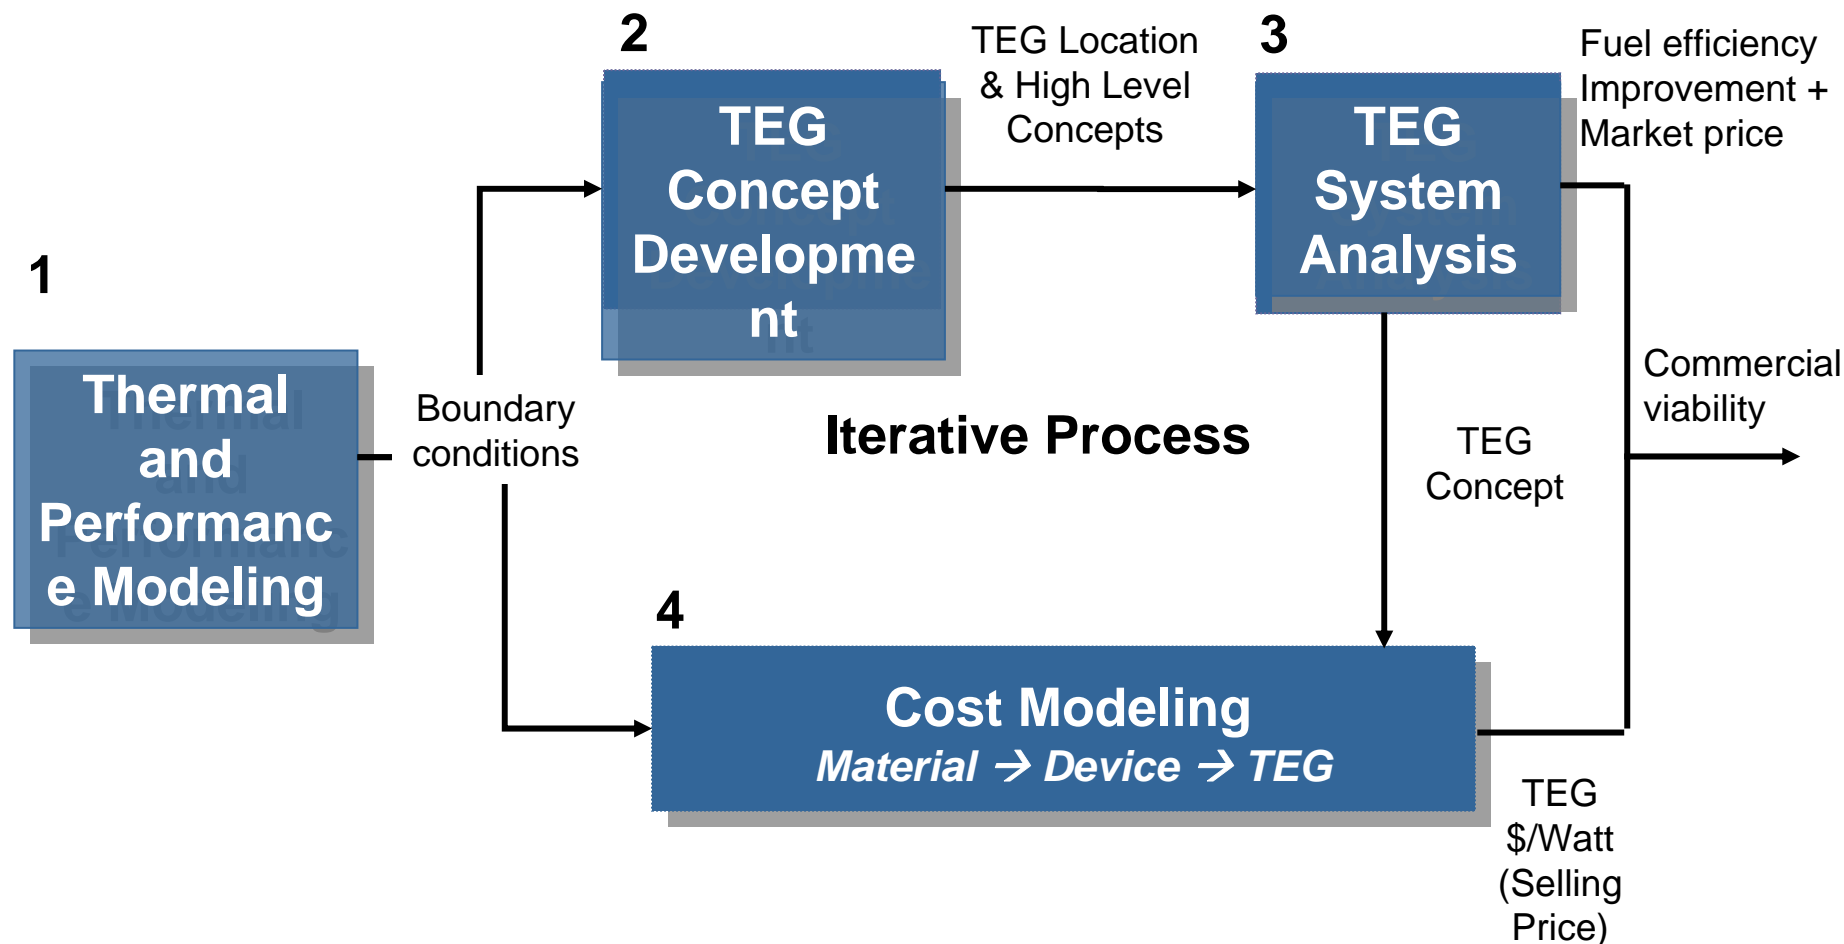 1
Thermal
and
Performanc
e Modeling
Boundary
conditions
2
TEG
Concept
Developme
nt
TEG Location
& High Level
Concepts
3
TEG
System
Analysis
Fuel efficiency
Improvement +
Market price
Iterative Process
TEG
Concept
Commercial
viability
4
Cost Modeling
Material → Device → TEG
TEG
$/Watt
(Selling
Price)